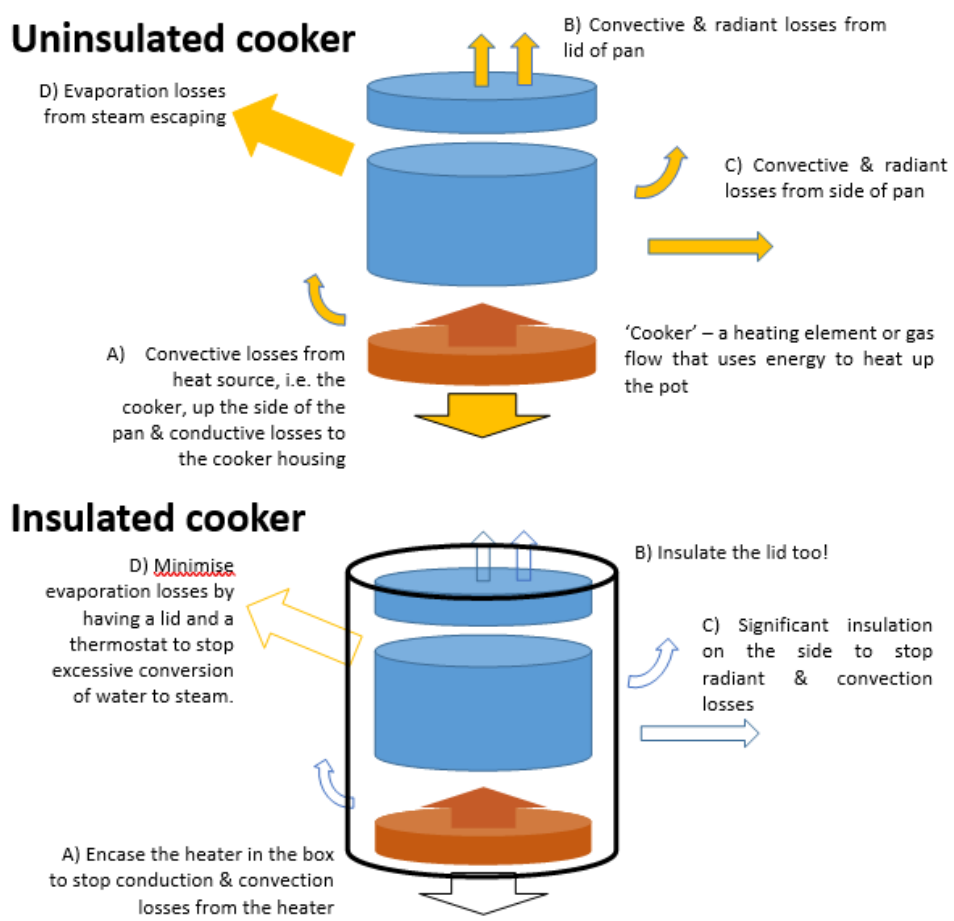 Uninsulated cooker
B) Convective & radiant losses from
lid of pan
D) Evaporation losses
from steam escaping
C) Convective & radiant
losses from side of pan
A) Convective losses from
heat source, i.e. the
cooker, up the side of the
pan & conductive losses to
the cooker housing
‘Cooker’ – a heating element or gas
flow that uses energy to heat up
the pot
Insulated cooker
D) Minimise
evaporation losses by
having a lid and a
thermostat to stop
excessive conversion
of water to steam.
B) Insulate the lid too!
C) Significant insulation
on the side to stop
radiant & convection
losses
A) Encase the heater in the box
to stop conduction & convection
losses from the heater